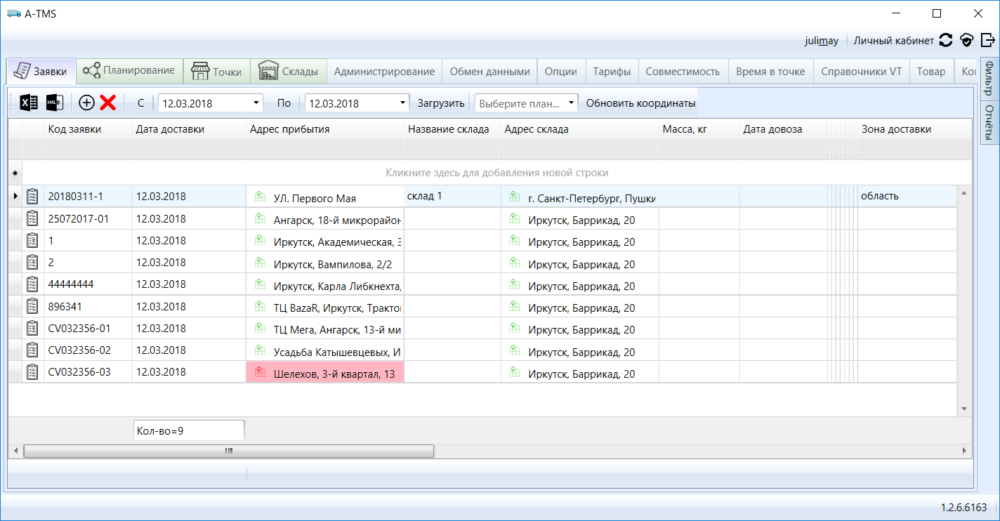 A-TMS
julimay Личный кабинет
Заявки Планирование Точки Склады Администрирование Обмен данными Опции Тарифы Совместимость Время в точке Справочники VT Товар Ко
Фильтр
Отчёты
С 12.03.2018 По 12.03.2018 Загрузить Выберите план... Обновить координаты
Код заявки Дата доставки Адрес прибытия Название склада Адрес склада Масса, кг Дата довоза Зона доставки
Кликните здесь для добавления новой строки
20180311-1 12.03.2018 УЛ. Первого Мая склад 1 г. Санкт-Петербург, Пушки область
25072017-01 12.03.2018 Ангарск, 18-й микрорайон Иркутск, Баррикад, 20
1 12.03.2018 Иркутск, Академическая, Иркутск, Баррикад, 20
2 12.03.2018 Иркутск, Вампилова, 2/2 Иркутск, Баррикад, 20
44444444 12.03.2018 Иркутск, Карла Либкнехта, Иркутск, Баррикад, 20
896341 12.03.2018 ТЦ BazaR, Иркутск, Тракто Иркутск, Баррикад, 20
CV032356-01 12.03.2018 ТЦ Мега, Ангарск, 13-й ми Иркутск, Баррикад, 20
CV032356-02 12.03.2018 Усадьба Катышевцевых, И Иркутск, Баррикад, 20
CV032356-03 12.03.2018 Шелехов, 3-й квартал, 13 Иркутск, Баррикад, 20
Кол-во=9
1.2.6.6163